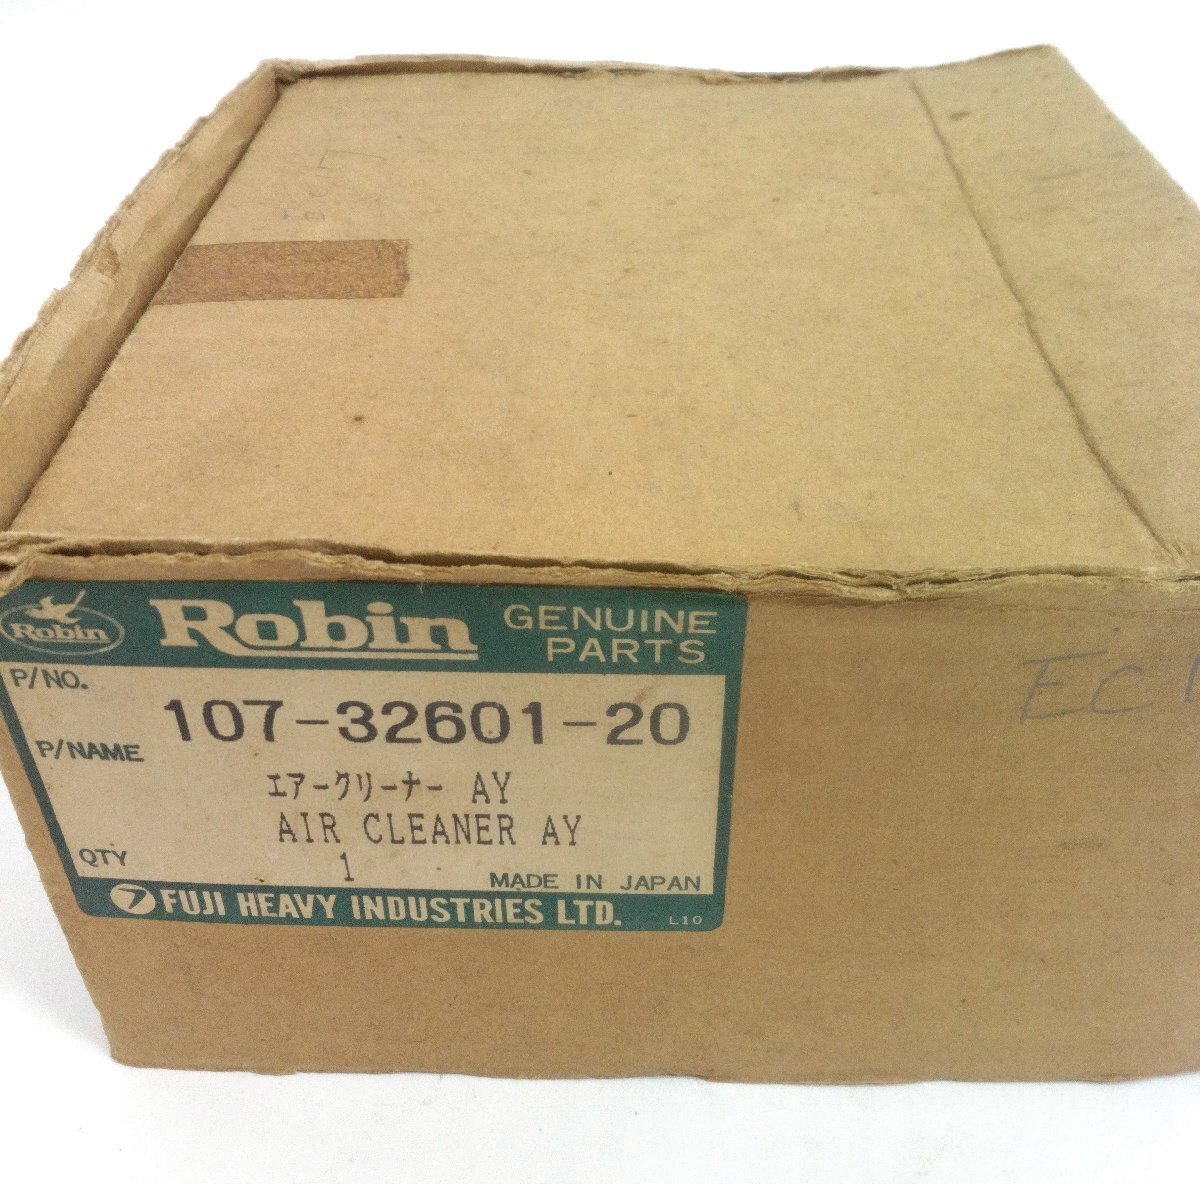 Robin
Robin GENUINE PARTS
P/NO.
107-32601-20
P/NAME
エアークリーナー AY
AIR CLEANER AY
QTY
1
MADE IN JAPAN
FUJI HEAVY INDUSTRIES LTD.
L10
EC